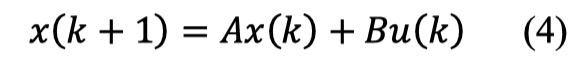 x(k + 1) = Ax(k) + Bu(k) (4)